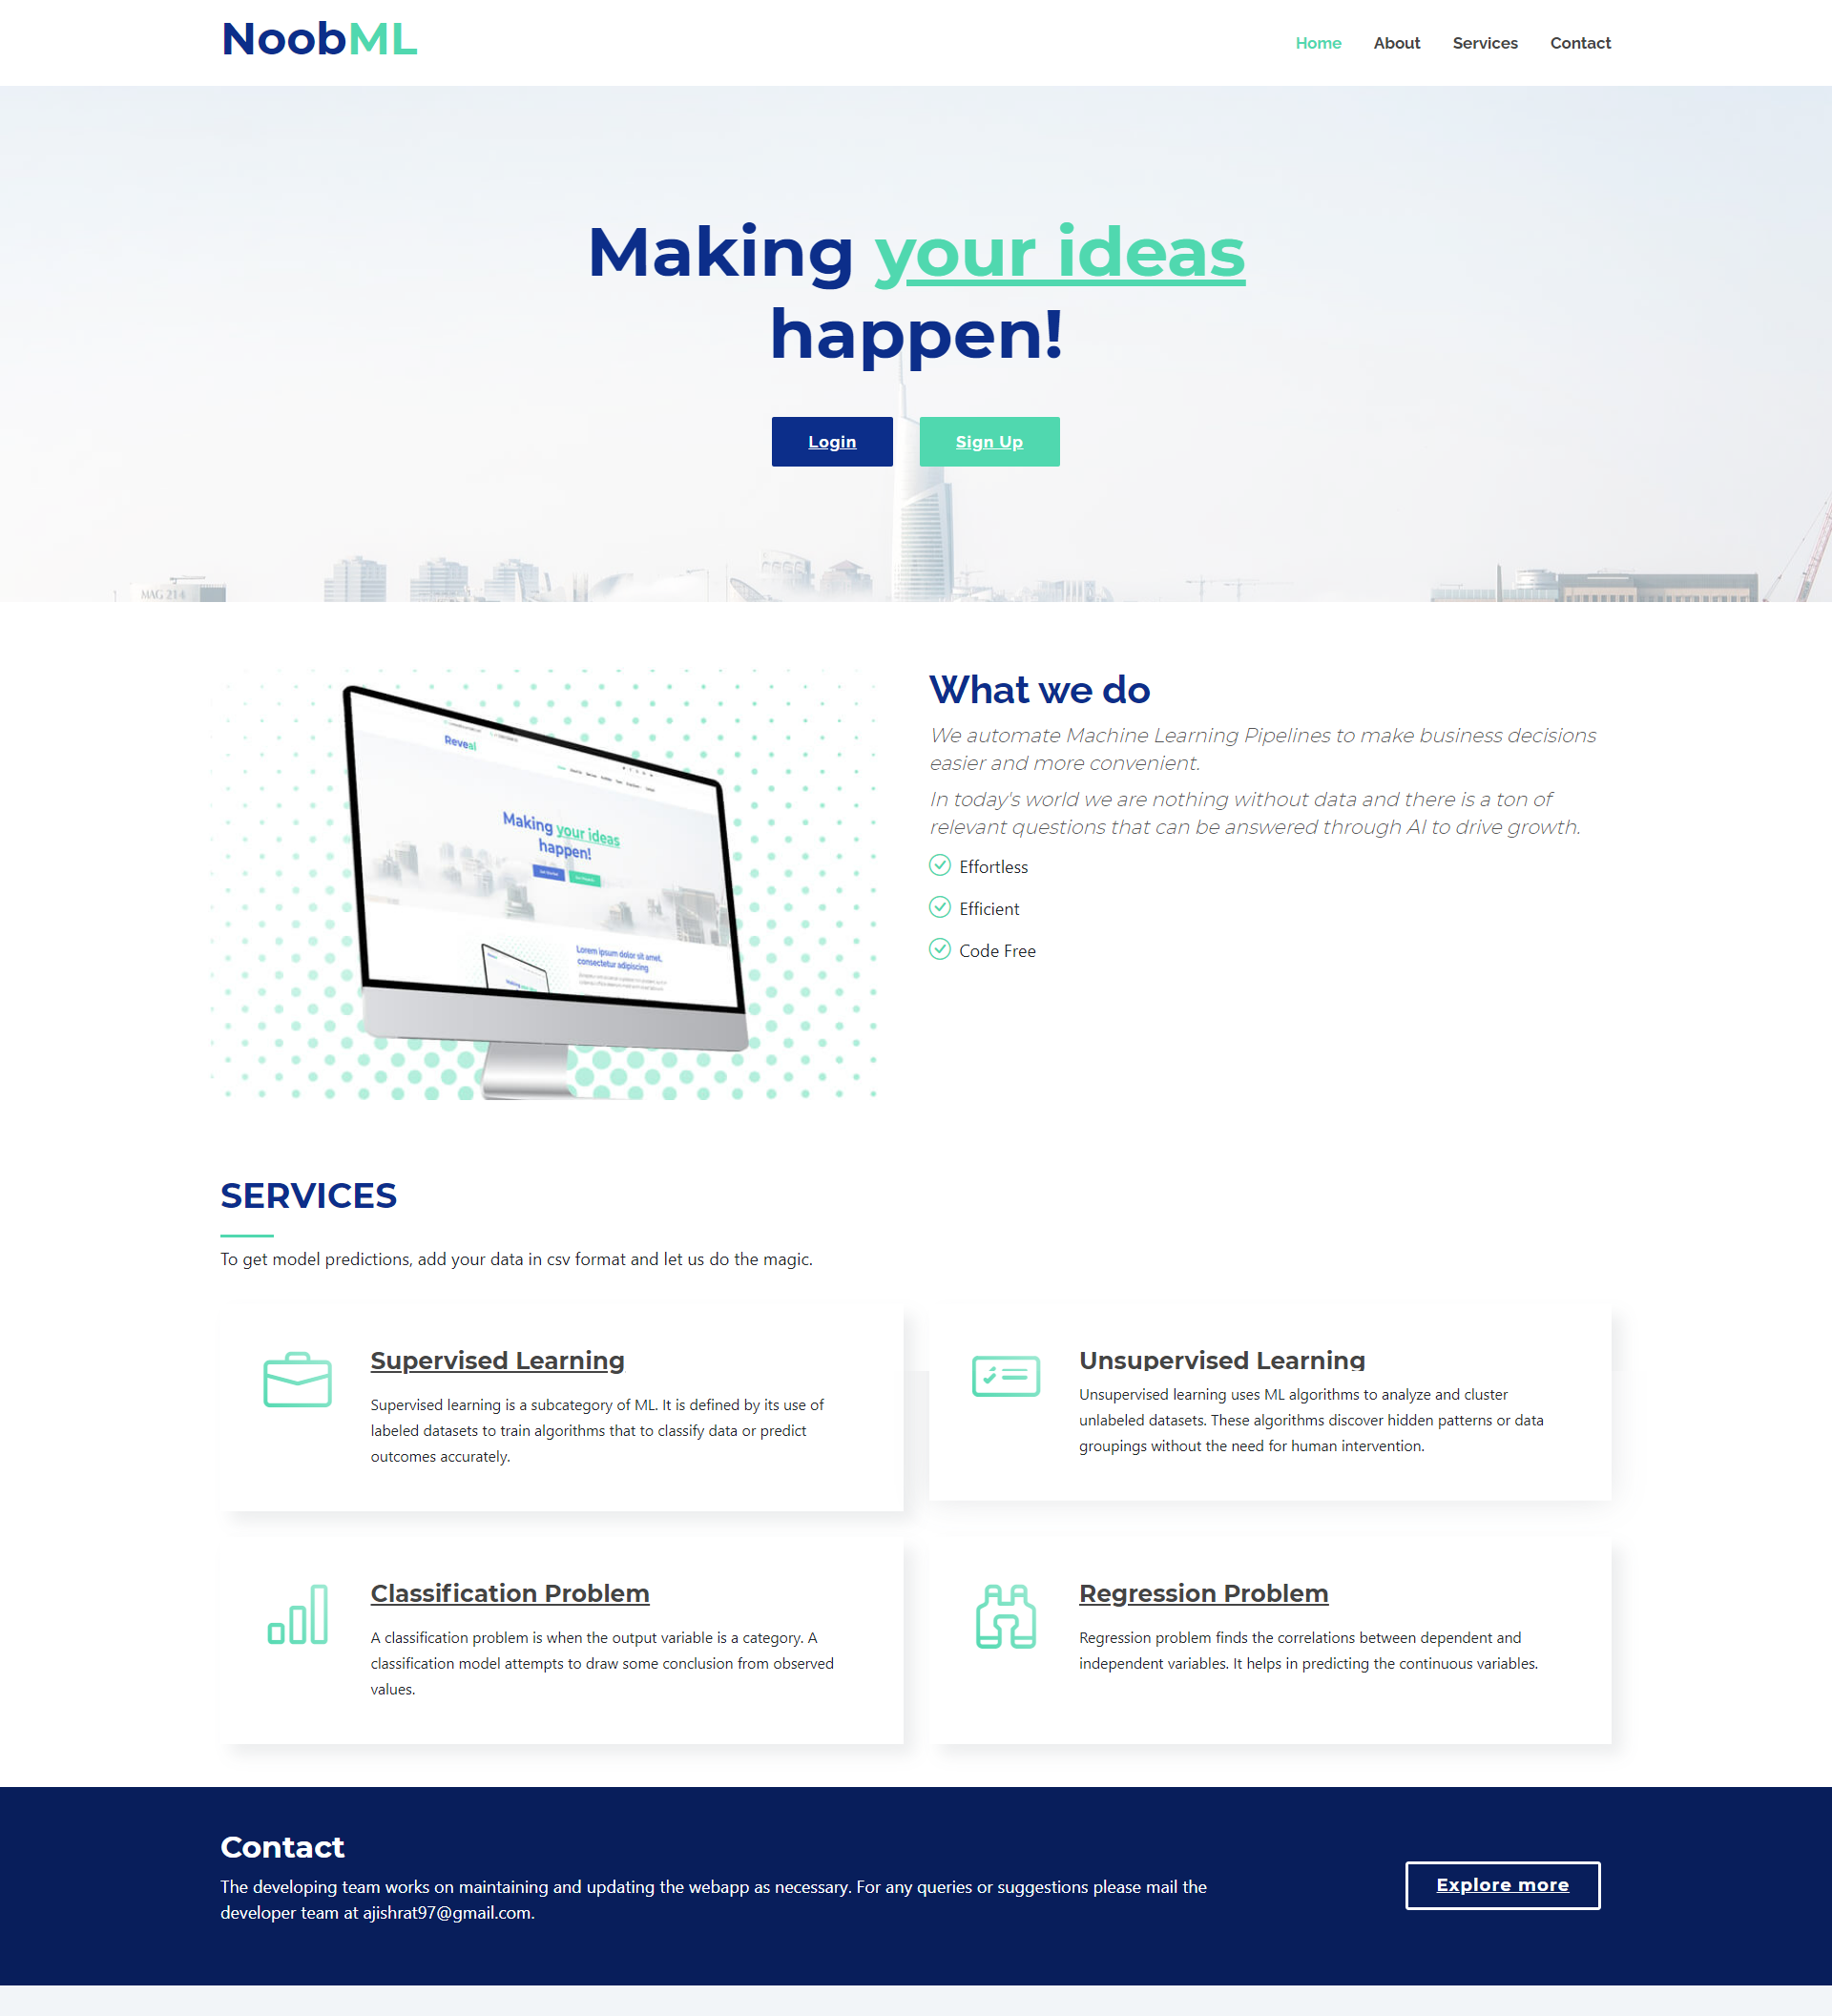 NoobML
Home About Services Contact
Making your ideas
happen!
Login Sign Up
MAG 214
What we do
We automate Machine Learning Pipelines to make business decisions
easier and more convenient.
In today's world we are nothing without data and there is a ton of
relevant questions that can be answered through AI to drive growth.
Effortless
Efficient
Code Free
Reveal
Making your ideas
happen!
Lorem ipsum dolor sit amet,
consectetur adipiscing
SERVICES
To get model predictions, add your data in csv format and let us do the magic.
Supervised Learning
Supervised learning is a subcategory of ML. It is defined by its use of
labeled datasets to train algorithms that to classify data or predict
outcomes accurately.
Unsupervised Learning
Unsupervised learning uses ML algorithms to analyze and cluster
unlabeled datasets. These algorithms discover hidden patterns or data
groupings without the need for human intervention.
Classification Problem
A classification problem is when the output variable is a category. A
classification model attempts to draw some conclusion from observed
values.
Regression Problem
Regression problem finds the correlations between dependent and
independent variables. It helps in predicting the continuous variables.
Contact
The developing team works on maintaining and updating the webapp as necessary. For any queries or suggestions please mail the
developer team at ajishrat97@gmail.com.
Explore more